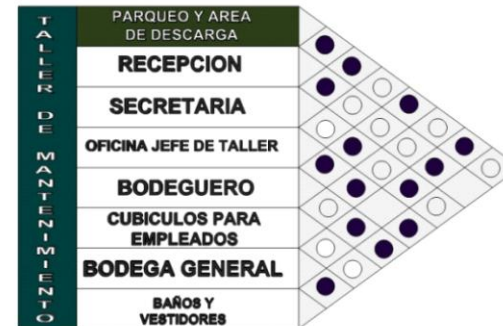 TALLER DE MANTENIMIENTO
PARQUEO Y AREA
DE DESCARGA
RECEPCION
SECRETARIA
OFICINA JEFE DE TALLER
BODEGUERO
CUBICULOS PARA
EMPLEADOS
BODEGA GENERAL
BAÑOS Y
VESTIDORES